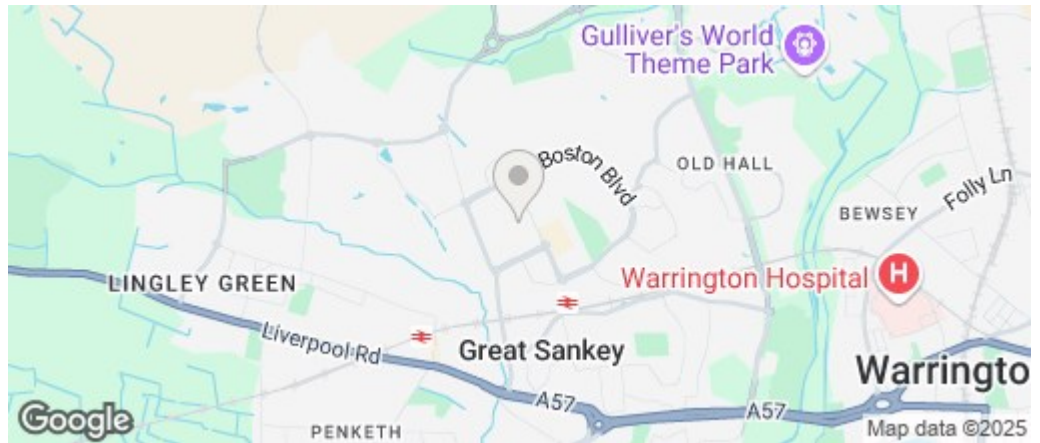 Gulliver's World
Theme Park
Boston Blvd
OLD HALL
Folly Ln
BEWSEY
LINGLEY GREEN
Warrington Hospital
H
Liverpool Rd
Great Sankey
Warringto
A57
A57
Google
PENKETH
Map data ©2025